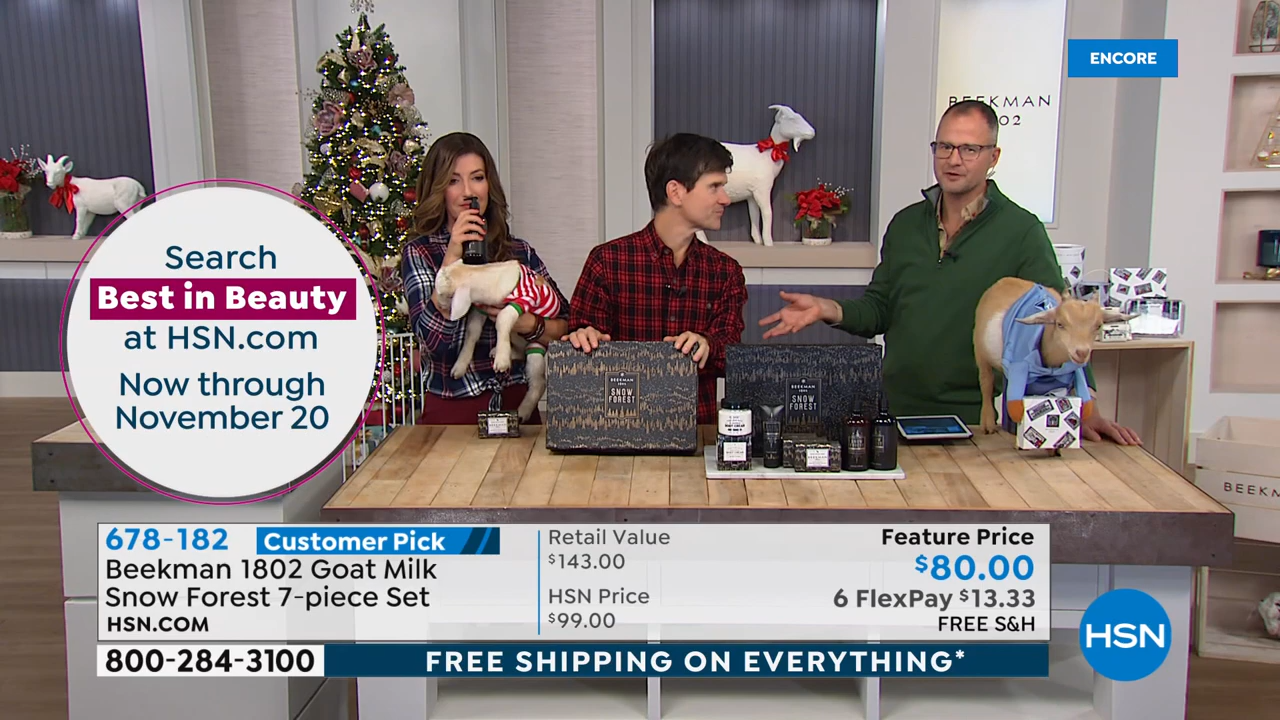 ENCORE
BEEKMAN
Search
Best in Beauty
at HSN.com
Now through
November 20
BEEKMAN
1802
SNOW
FOREST
BEEKMAN
1802
SNOW
FOREST
BEEKM
678-182
Customer Pick
Beekman 1802 Goat Milk
Snow Forest 7-piece Set
HSN.COM
Retail Value
$143.00
HSN Price
$99.00
Feature Price
$80.00
6 FlexPay $13.33
FREE S&H
800-284-3100
FREE SHIPPING ON EVERYTHING*
HSN